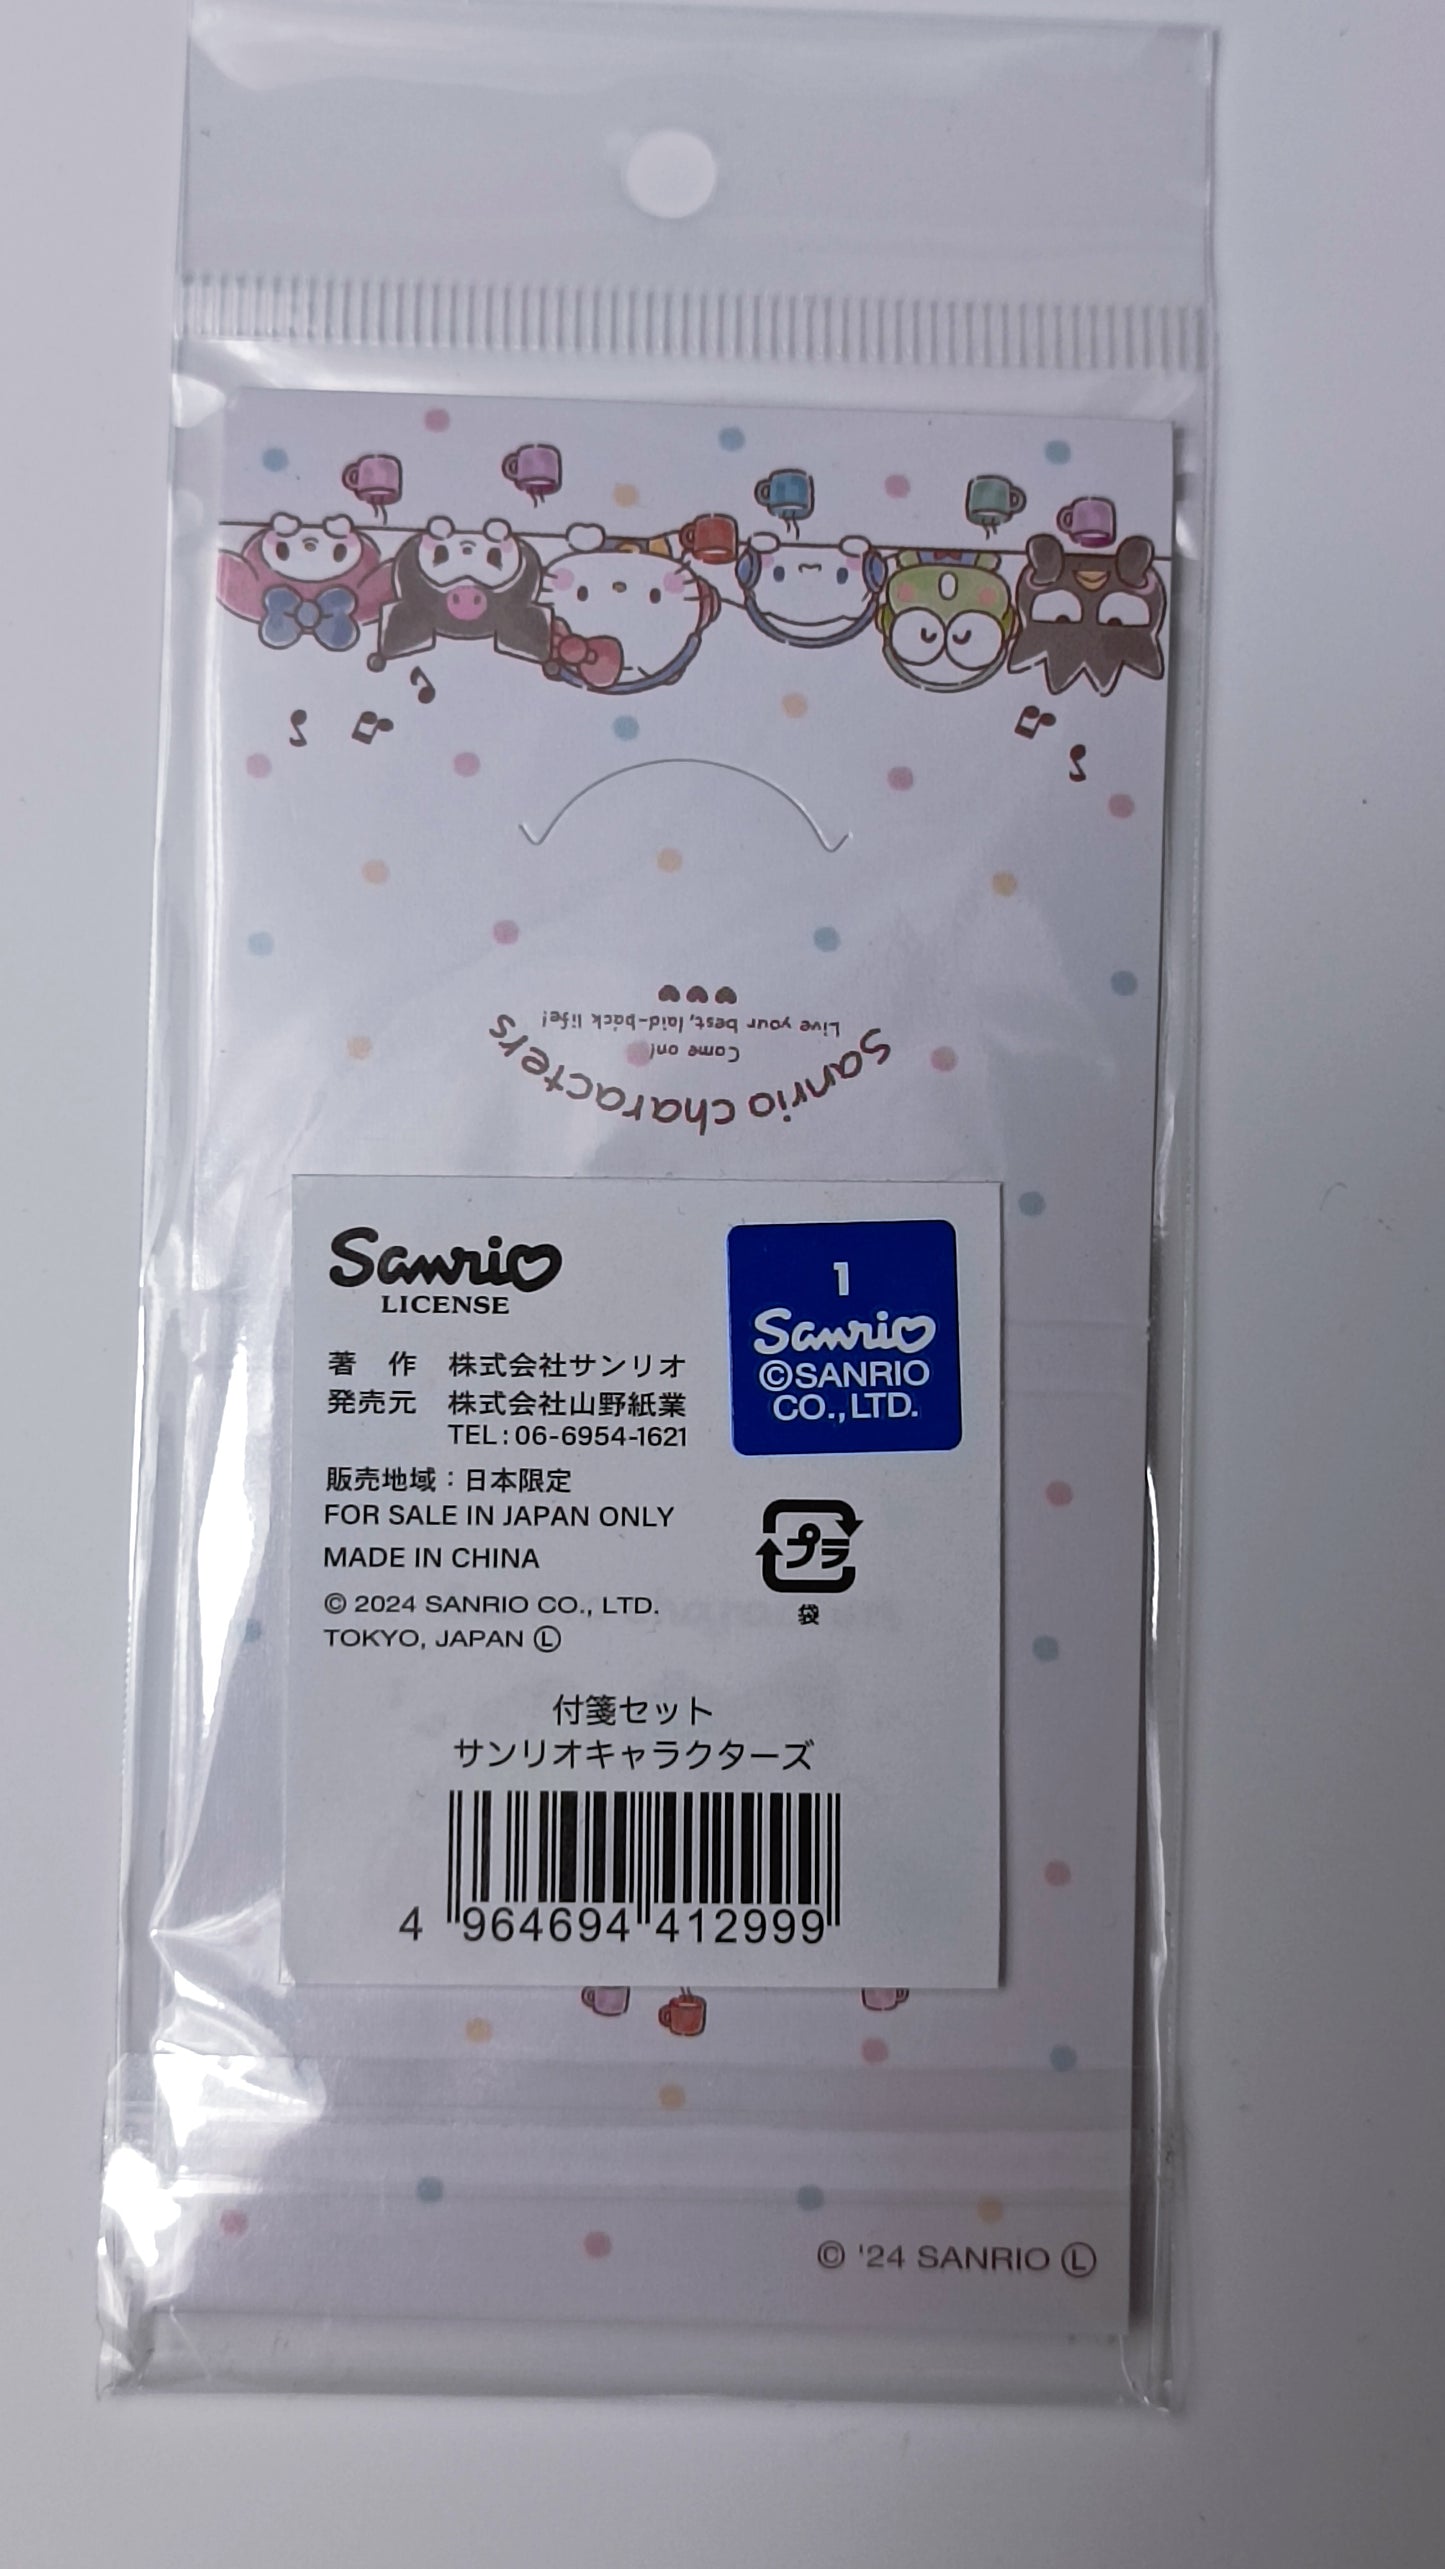 Live your best, laid-back life!
Come on!
Sanrio characters
Sanrio
LICENSE
著 作 株式会社サンリオ
発売元 株式会社山野紙業
TEL:06-6954-1621
販売地域:日本限定
FOR SALE IN JAPAN ONLY
MADE IN CHINA
© 2024 SANRIO CO., LTD.
TOKYO, JAPAN Ⓛ
1
Sanrio
©SANRIO
CO., LTD.
プラ
袋
付箋セット
サンリオキャラクターズ
4 964694 412999
© '24 SANRIO Ⓛ